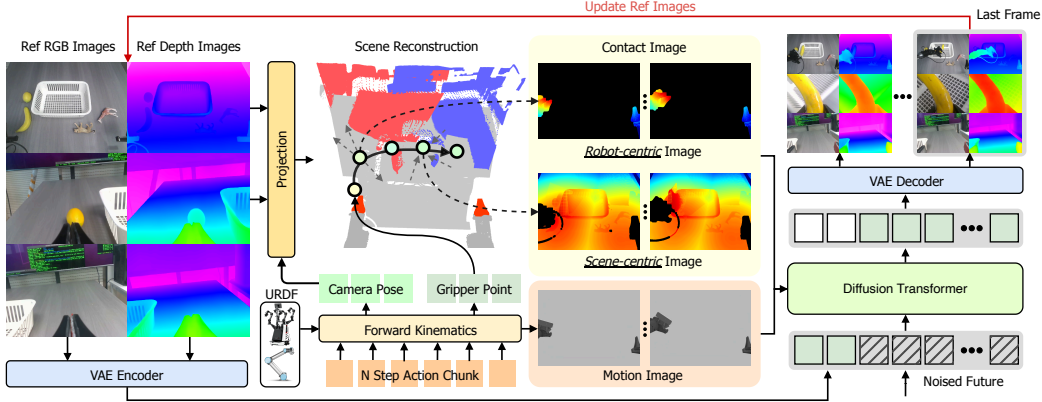 Update Ref Images
Last Frame
Ref RGB Images
Ref Depth Images
Scene Reconstruction
Contact Image
Projection
Robot-centric Image
Scene-centric Image
VAE Decoder
Camera Pose
Gripper Point
URDF
Forward Kinematics
Diffusion Transformer
N Step Action Chunk
Motion Image
VAE Encoder
Noised Future